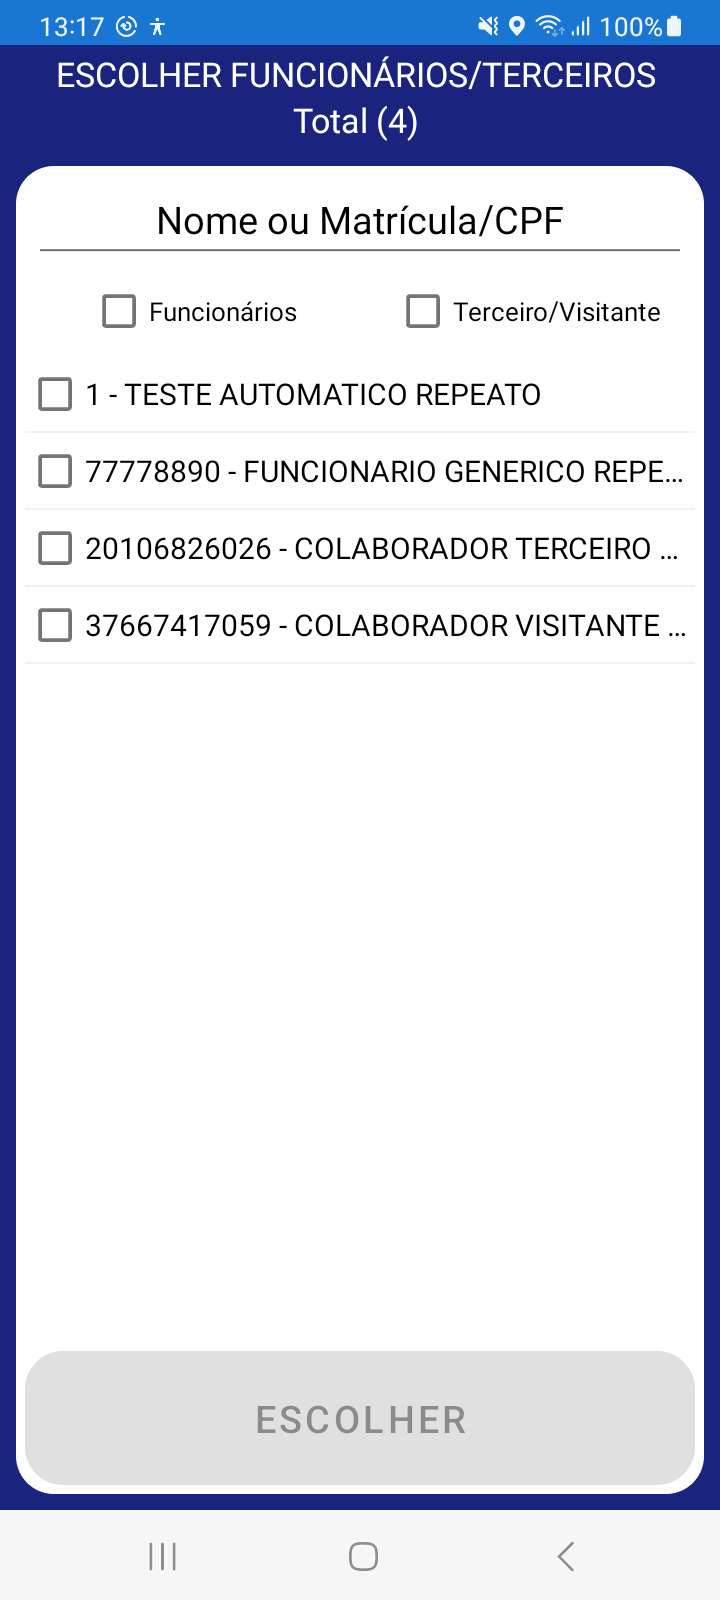 13:17
100%
ESCOLHER FUNCIONÁRIOS/TERCEIROS
Total (4)
Nome ou Matrícula/CPF
Funcionários
Terceiro/Visitante
1 - TESTE AUTOMATICO REPEATO
77778890 - FUNCIONARIO GENERICO REPE...
20106826026 - COLABORADOR TERCEIRO ...
37667417059 - COLABORADOR VISITANTE ...
ESCOLHER